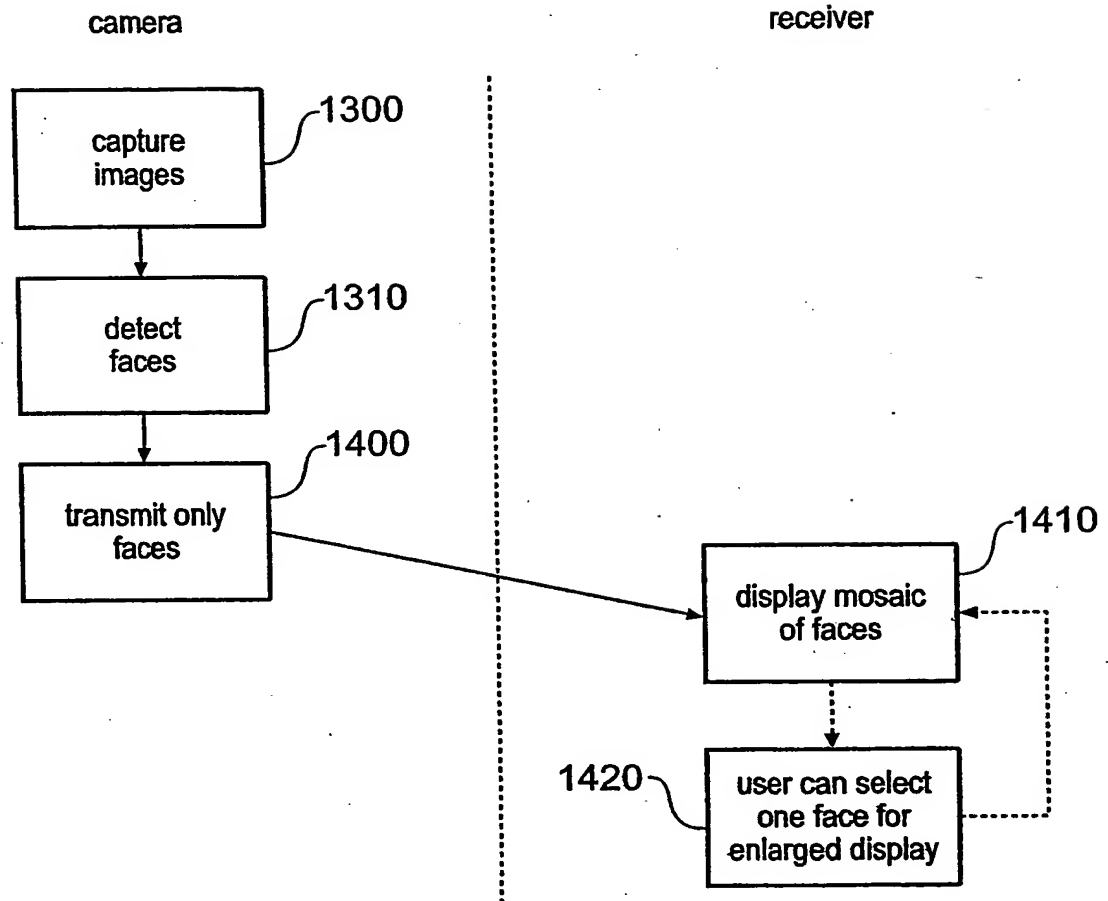 camera
receiver
1300
capture
images
1310
detect
faces
1400
transmit only
faces
1410
display mosaic
of faces
1420
user can select
one face for
enlarged display